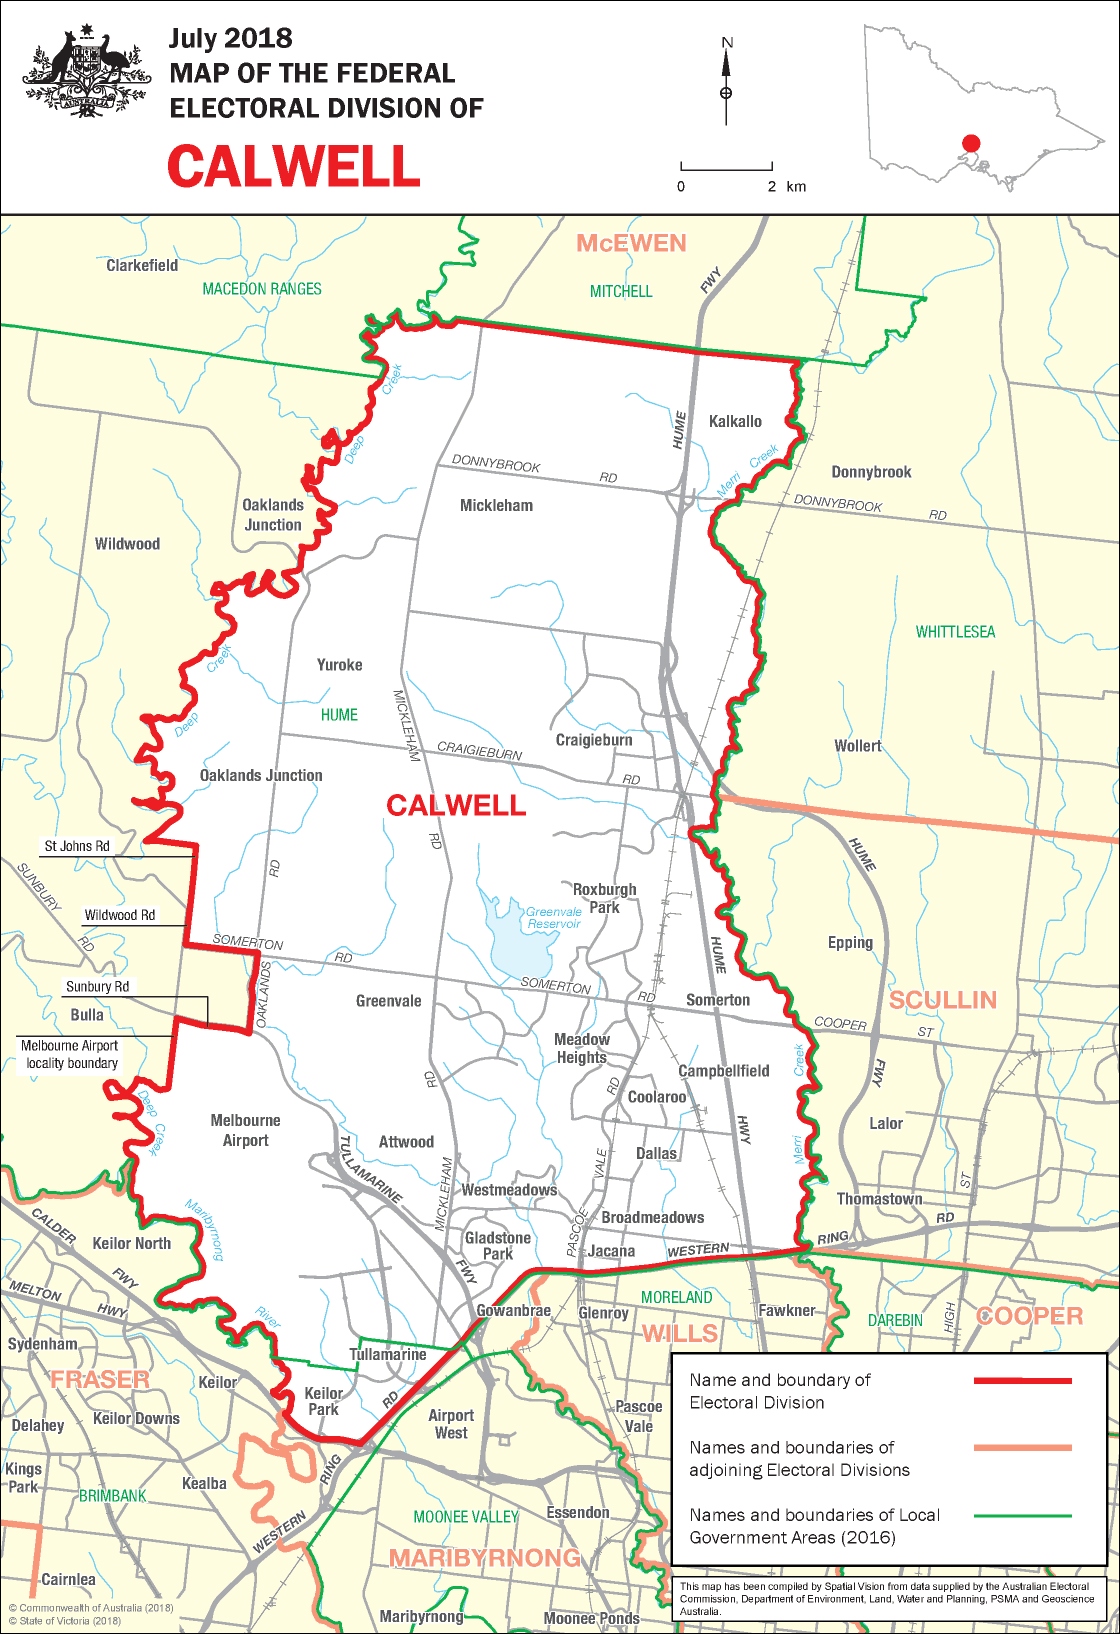 July 2018
MAP OF THE FEDERAL
ELECTORAL DIVISION OF
CALWELL
AUSTRALIA
N
0 2 km
McEWEN
Clarkefield
MACEDON RANGES
MITCHELL
FWY
Deep Creek
HUME
Kalkallo
Merri Creek
DONNYBROOK RD
Donnybrook
DONNYBROOK RD
Mickleham
Oaklands
Junction
Wildwood
WHITTLESEA
Yuroke
Deep Creek
HUME
MICKLEHAM RD
CRAIGIEBURN RD
Craigieburn
Wollert
Oaklands Junction
CALWELL
St Johns Rd
HUME
SUNBURY RD
RD
Roxburgh
Park
Greenvale
Reservoir
Wildwood Rd
SOMERTON RD
HUME
Epping
Sunbury Rd
OAKLANDS
Greenvale
SOMERTON RD
Somerton
SCULLIN
Bulla
COOPER ST
Melbourne Airport
locality boundary
Meadow
Heights
Merri Creek
FWY
RD
Campbellfield
Coolaroo
RD
Deep Creek
Melbourne
Airport
Attwood
TULLAMARINE
HWY
Lalor
Dallas
VALE
MICKLEHAM
Westmeadows
ST
Thomastown
Maribyrnong
CALDER
Broadmeadows
PASCOE
RD
Keilor North
Gladstone
Park
Jacana
WESTERN
RING
FWY
FWY
MELTON HWY
MORELAND
River
Gowanbrae
Glenroy
Fawkner
DAREBIN
HIGH
COOPER
WILLS
Sydenham
Tullamarine
FRASER
Keilor
Keilor
Park
RD
Name and boundary of
Electoral Division
Delahey
Keilor Downs
Airport
West
Pascoe
Vale
Names and boundaries of
adjoining Electoral Divisions
Kings
Park
Kealba
RING
BRIMBANK
MOONEE VALLEY
Essendon
Names and boundaries of Local
Government Areas (2016)
WESTERN
MARIBYRNONG
Cairnlea
Maribyrnong
Moonee Ponds
This map has been compiled by Spatial Vision from data supplied by the Australian Electoral
Commission, Department of Environment, Land, Water and Planning, PSMA and Geoscience
Australia.
© Commonwealth of Australia (2018)
© State of Victoria (2018)